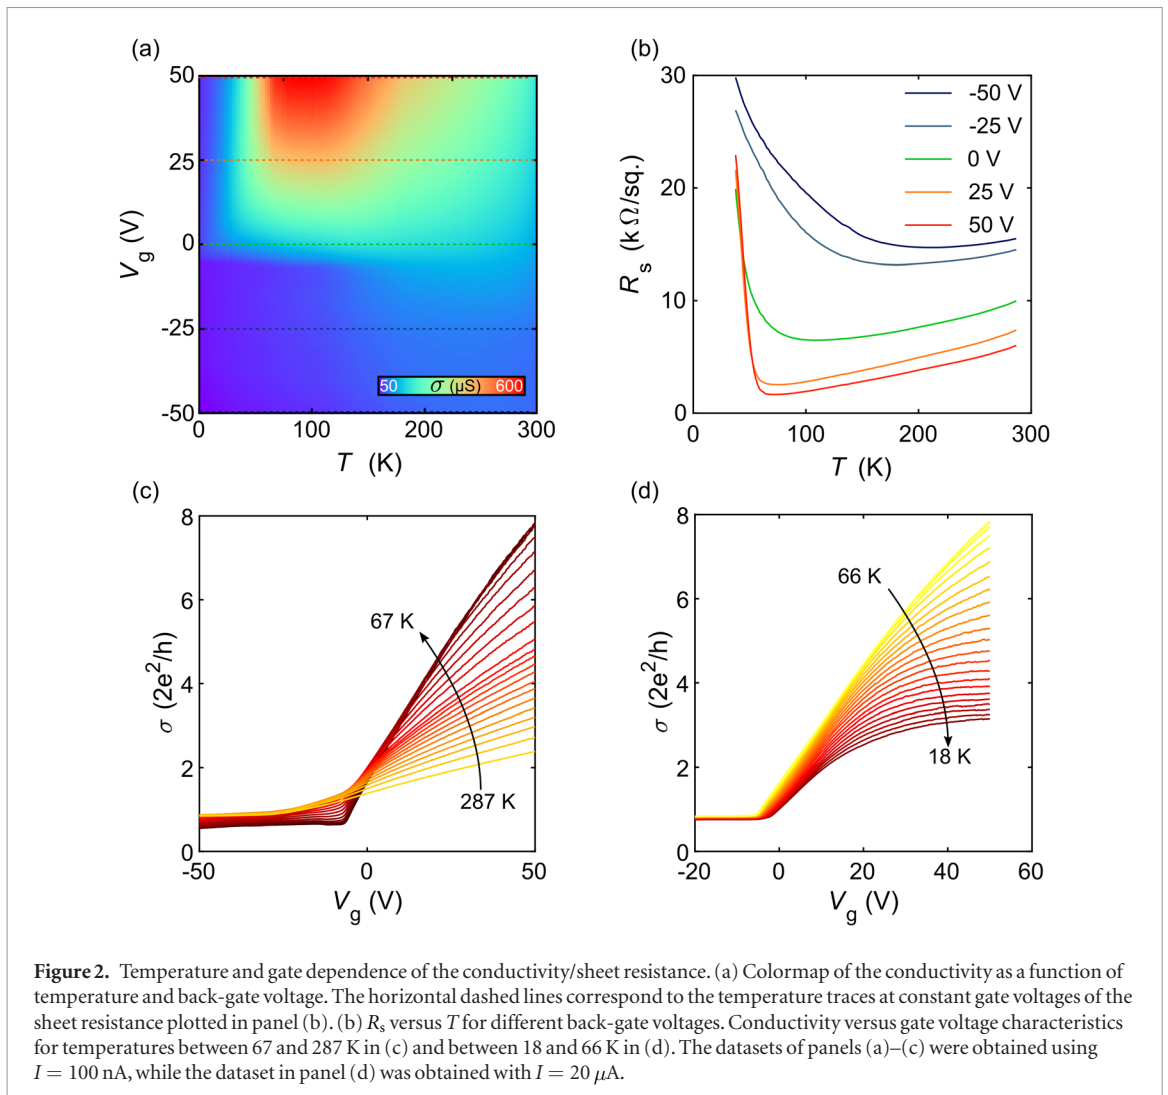 (a)
50
25
0
-25
-50
V_g (V)
50 σ (µS) 600
0 100 200 300
T (K)
(b)
30
20
10
0
R_s (kΩ/sq.)
-50 V
-25 V
0 V
25 V
50 V
0 100 200 300
T (K)
(c)
8
6
4
2
0
σ (2e²/h)
67 K
287 K
-50 0 50
V_g (V)
(d)
8
6
4
2
0
σ (2e²/h)
66 K
18 K
-20 0 20 40 60
V_g (V)
Figure 2. Temperature and gate dependence of the conductivity/sheet resistance. (a) Colormap of the conductivity as a function of
temperature and back-gate voltage. The horizontal dashed lines correspond to the temperature traces at constant gate voltages of the
sheet resistance plotted in panel (b). (b) R_s versus T for different back-gate voltages. Conductivity versus gate voltage characteristics
for temperatures between 67 and 287 K in (c) and between 18 and 66 K in (d). The datasets of panels (a)–(c) were obtained using
I = 100 nA, while the dataset in panel (d) was obtained with I = 20 µA.